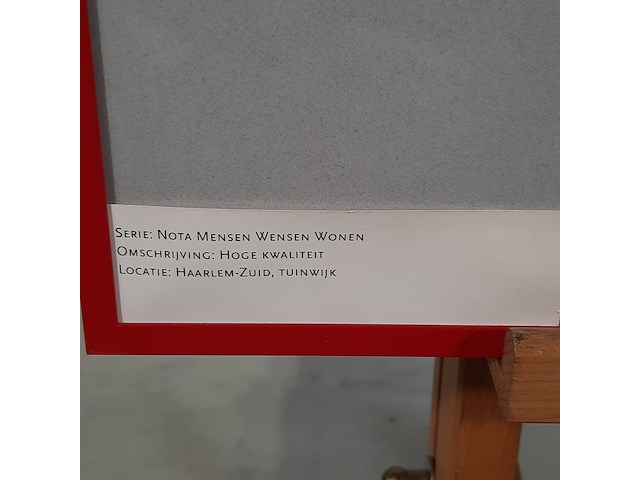 Serie: Nota Mensen Wensen Wonen
Omschrijving: Hoge kwaliteit
Locatie: Haarlem-Zuid, tuinwijk